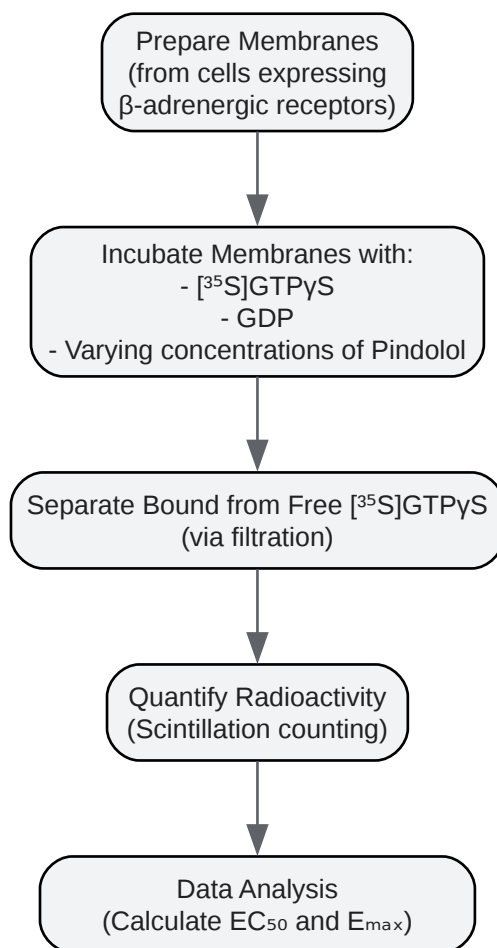 Prepare Membranes
(from cells expressing
β-adrenergic receptors)
Incubate Membranes with:
- [³⁵S]GTPγS
- GDP
- Varying concentrations of Pindolol
Separate Bound from Free [³⁵S]GTPγS
(via filtration)
Quantify Radioactivity
(Scintillation counting)
Data Analysis
(Calculate EC₅₀ and Eₘₐₓ)